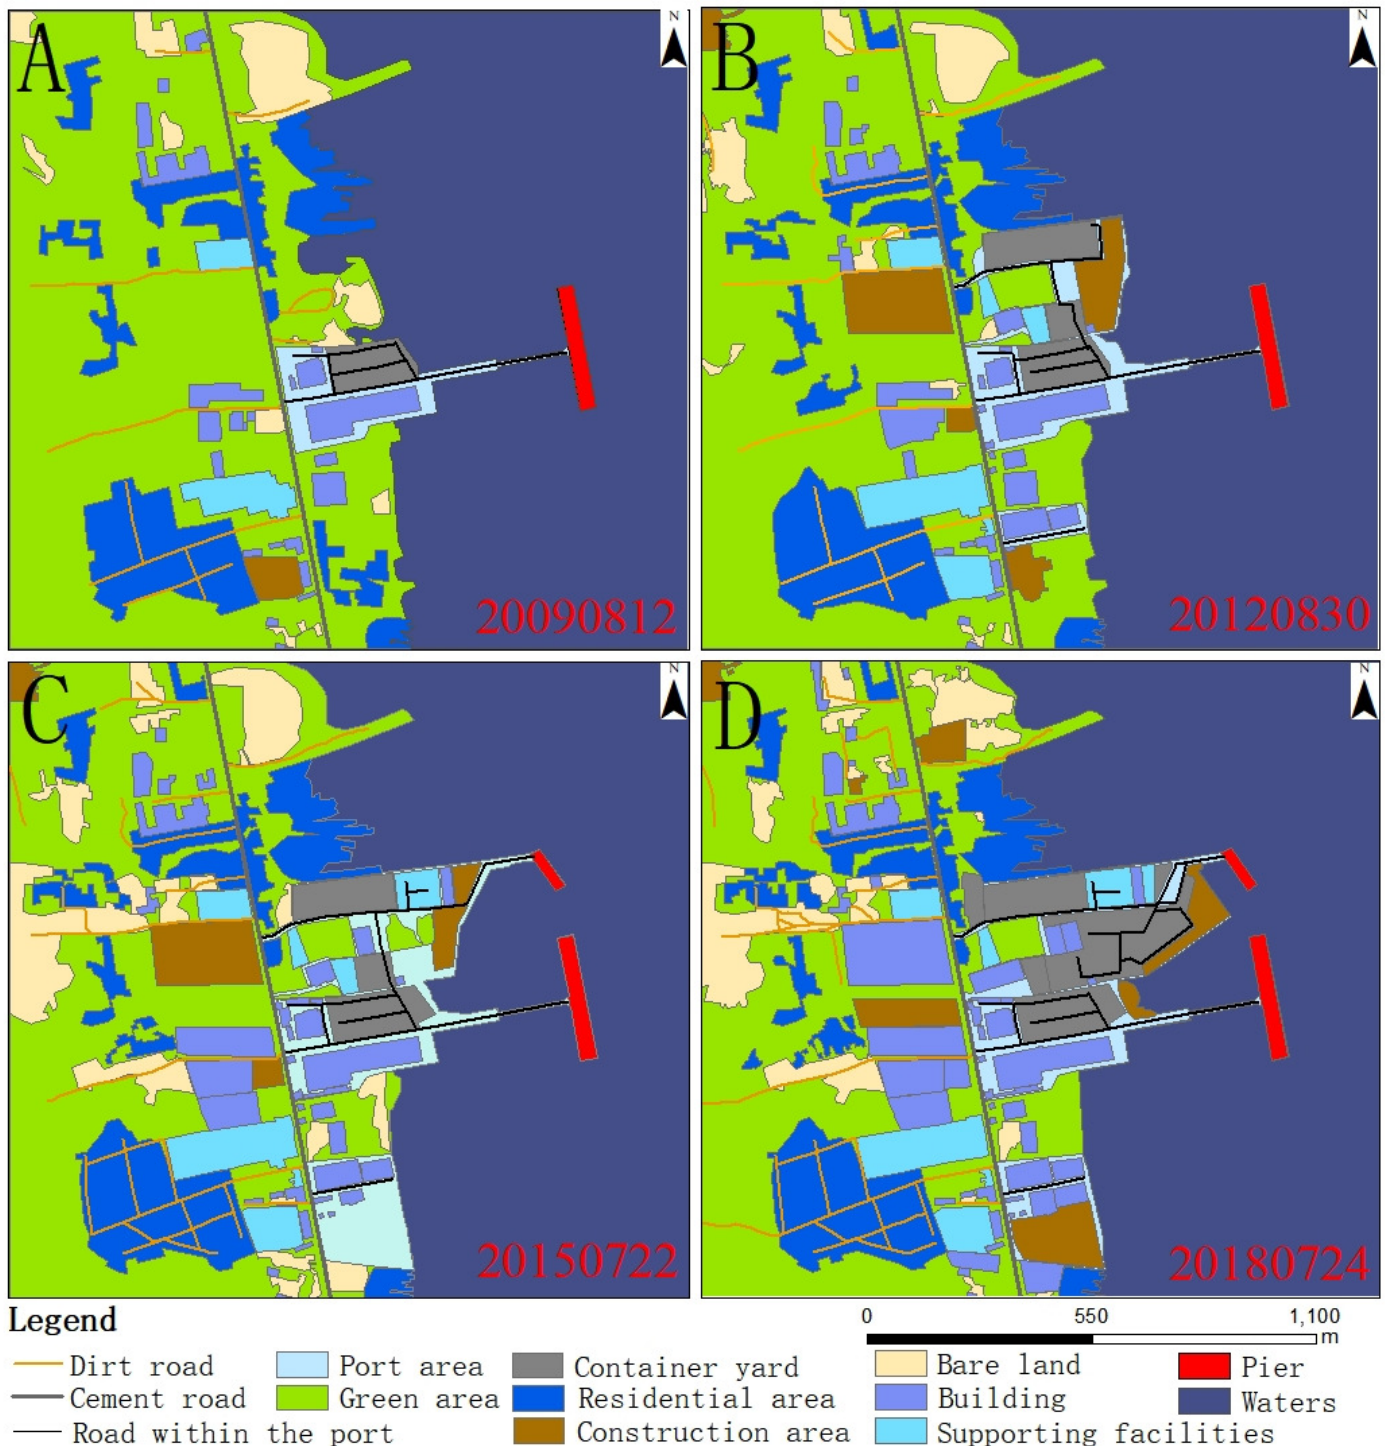 A
N
B
N
20090812
20120830
C
N
D
N
20150722
20180724
Legend
0 550 1,100
m
Dirt road Port area Container yard Bare land Pier
Cement road Green area Residential area Building Waters
Road within the port Construction area Supporting facilities